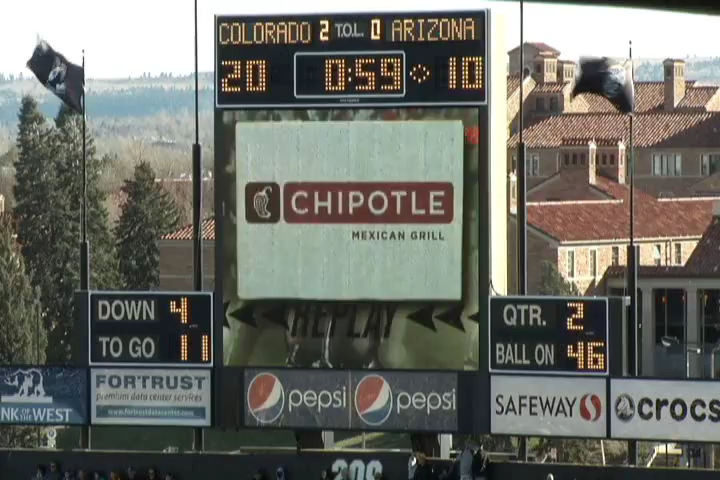 COLORADO 2 T.O.L. 0 ARIZONA
20 0:59 10
CHIPOTLE
MEXICAN GRILL
REPLAY
DOWN 4
TO GO 11
QTR. 2
BALL ON 46
NK OF THE WEST
FORTRUST
premium data center services
www.fortrustdatacenter.com
pepsi pepsi
SAFEWAY
crocs
206